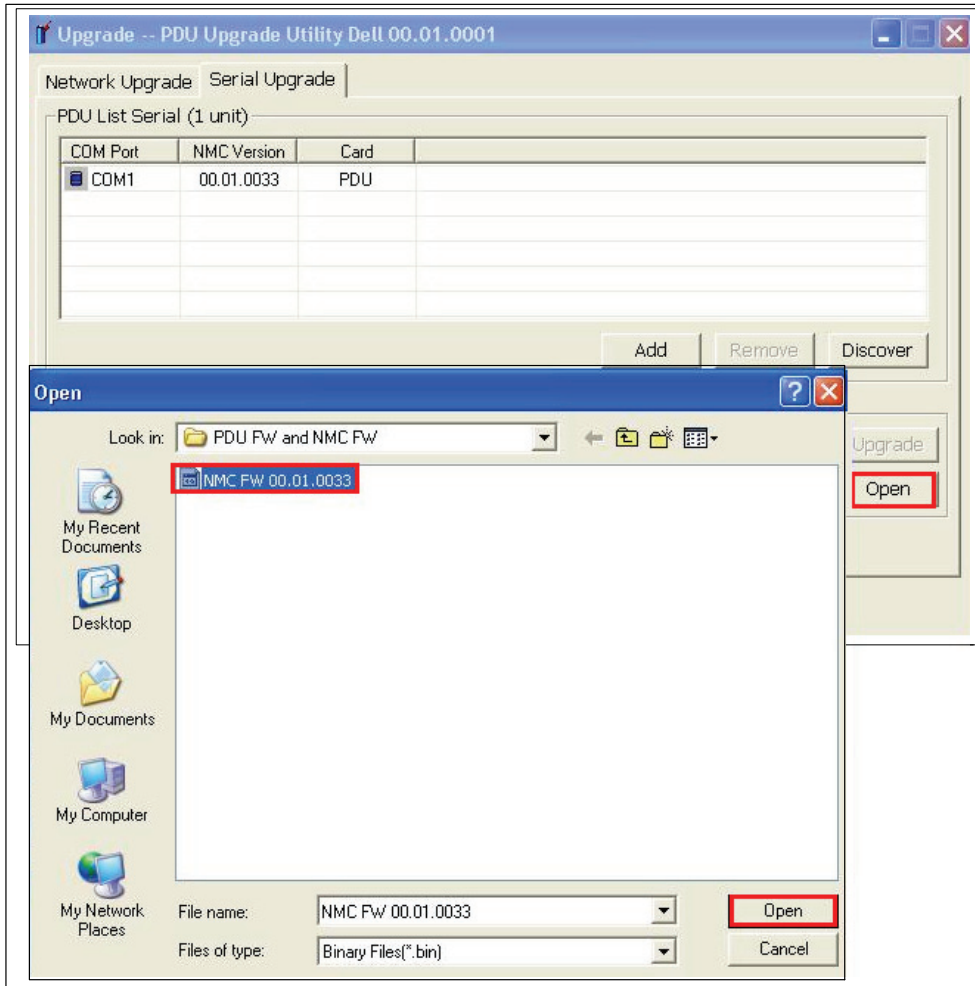 Upgrade -- PDU Upgrade Utility Dell 00.01.0001
Network Upgrade Serial Upgrade
PDU List Serial (1 unit)
COM Port NMC Version Card
COM1 00.01.0033 PDU
Add Remove Discover
Upgrade
Open
Open
Look in: PDU FW and NMC FW
NMC FW 00.01.0033
My Recent
Documents
Desktop
My Documents
My Computer
My Network
Places
File name: NMC FW 00.01.0033 Open
Files of type: Binary Files(*.bin) Cancel